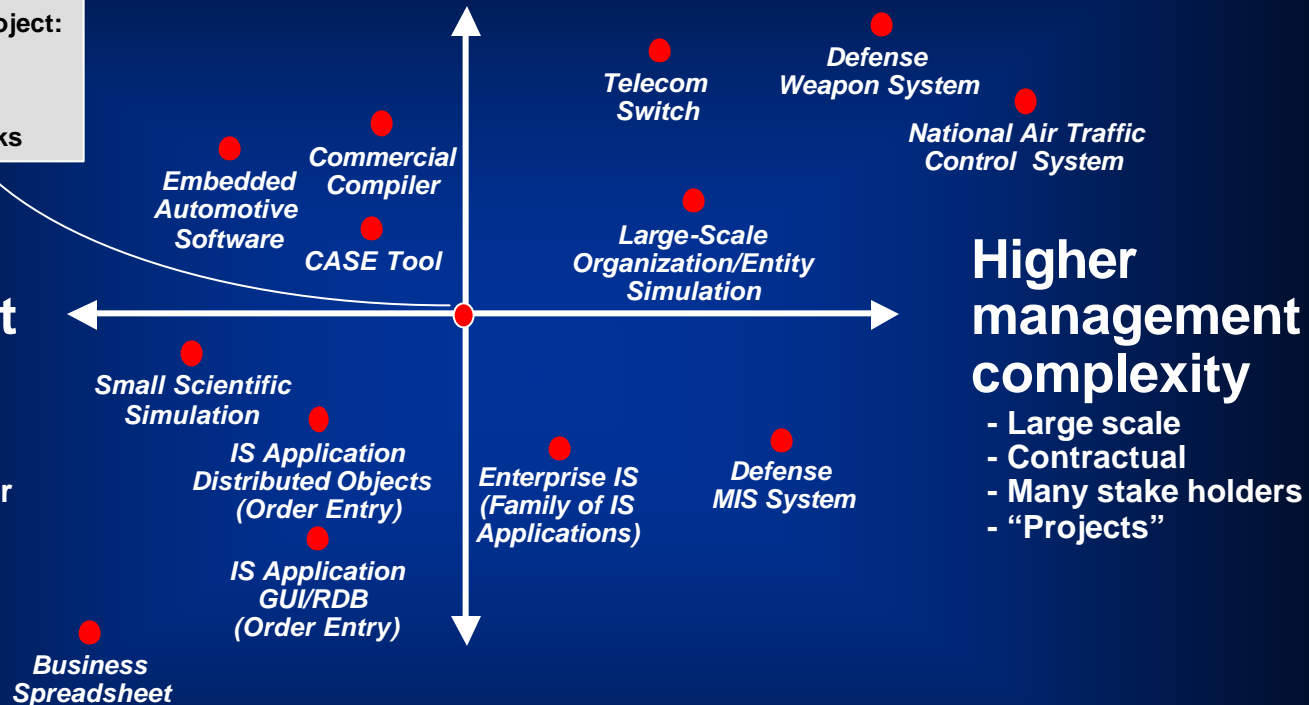 oject:
ks
Telecom
Switch
Defense
Weapon System
National Air Traffic
Control System
Commercial
Compiler
Embedded
Automotive
Software
CASE Tool
Large-Scale
Organization/Entity
Simulation
t
Higher
management
complexity
- Large scale
- Contractual
- Many stake holders
- “Projects”
Small Scientific
Simulation
IS Application
Distributed Objects
(Order Entry)
r
Enterprise IS
(Family of IS
Applications)
Defense
MIS System
IS Application
GUI/RDB
(Order Entry)
Business
Spreadsheet